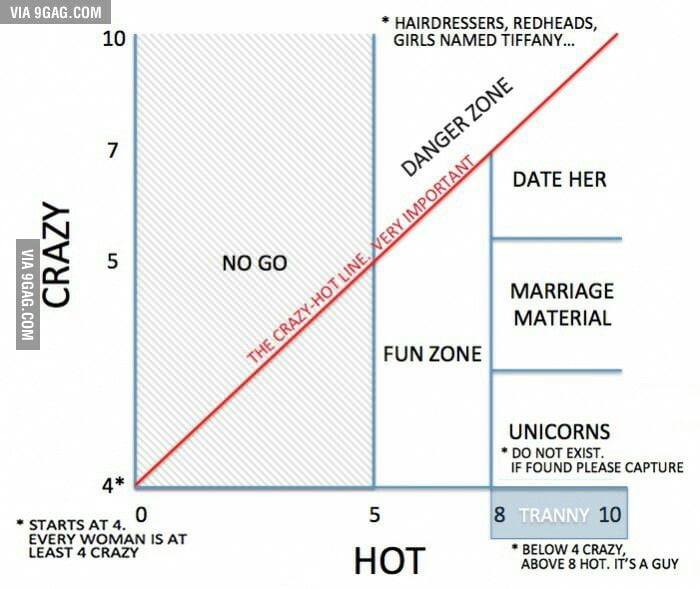 VIA 9GAG.COM
* HAIRDRESSERS, REDHEADS,
GIRLS NAMED TIFFANY...
10
DANGER ZONE
7
DATE HER
THE CRAZY-HOT LINE. VERY IMPORTANT
CRAZY
VIA 9GAG.COM
5
NO GO
MARRIAGE
MATERIAL
FUN ZONE
UNICORNS
* DO NOT EXIST.
IF FOUND PLEASE CAPTURE
4*
0
5
8 TRANNY 10
* STARTS AT 4.
EVERY WOMAN IS AT
LEAST 4 CRAZY
HOT
* BELOW 4 CRAZY,
ABOVE 8 HOT. IT'S A GUY